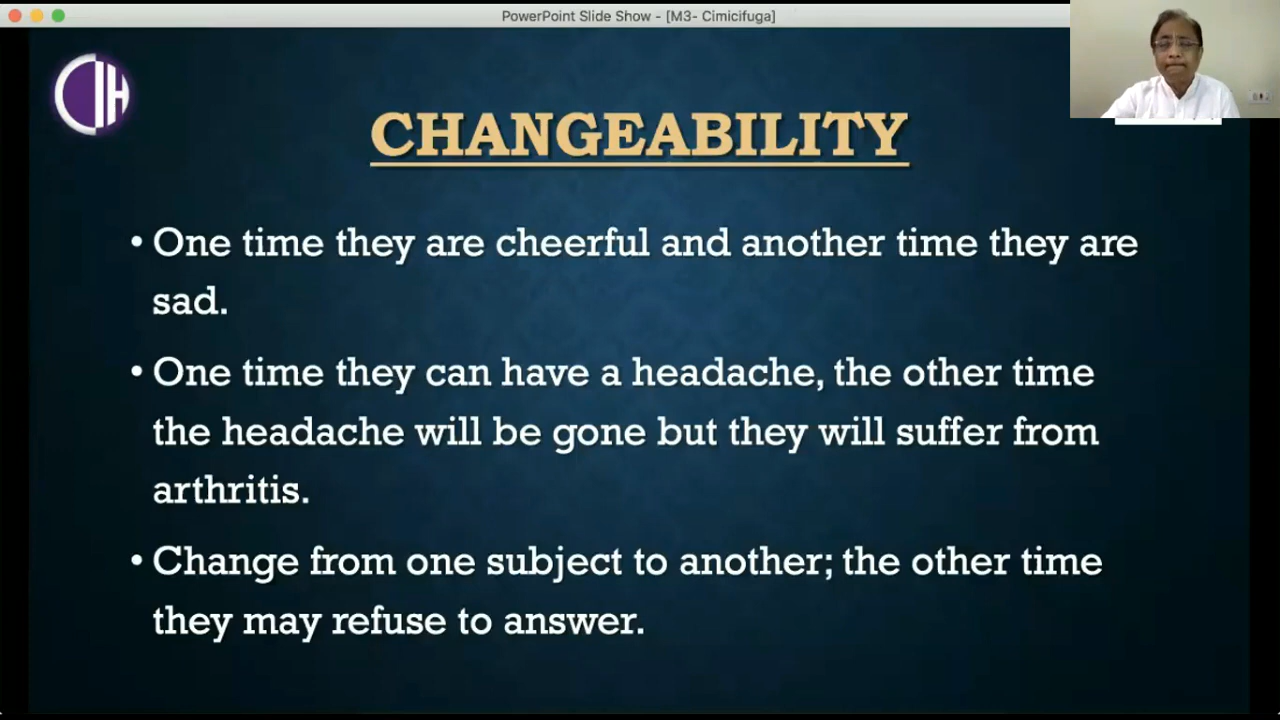 PowerPoint Slide Show - [M3- Cimicifuga]
CIH
CHANGEABILITY
• One time they are cheerful and another time they are
sad.
• One time they can have a headache, the other time
the headache will be gone but they will suffer from
arthritis.
• Change from one subject to another; the other time
they may refuse to answer.